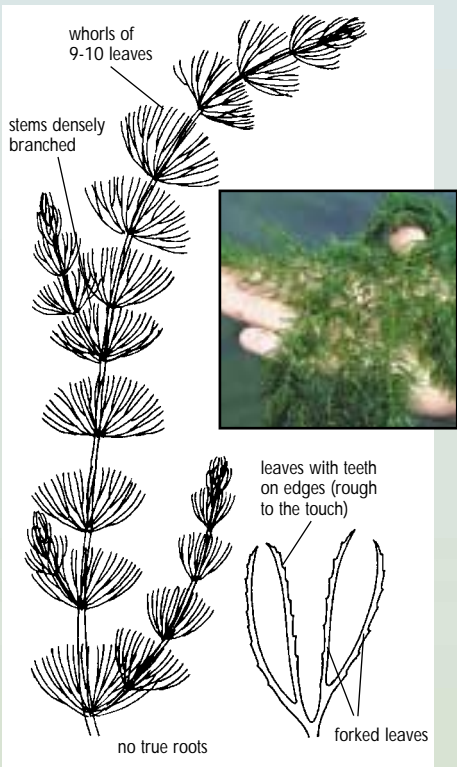 whorls of
9-10 leaves
stems densely
branched
leaves with teeth
on edges (rough
to the touch)
forked leaves
no true roots